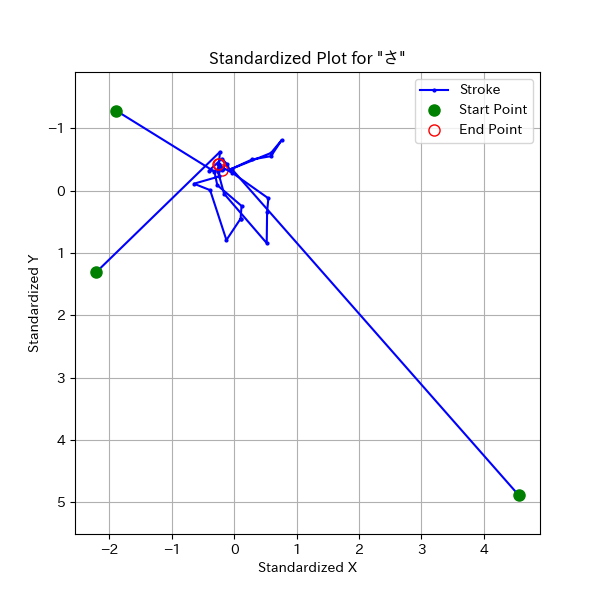 Standardized Plot for "さ"
Stroke
Start Point
End Point
−1
0
1
2
3
4
5
Standardized Y
−2 −1 0 1 2 3 4
Standardized X